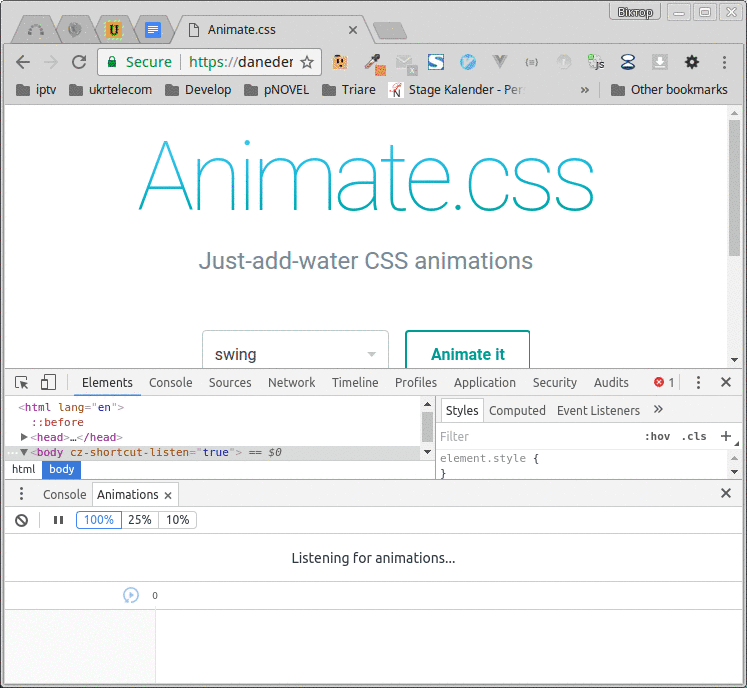 Віктор
Animate.css
Secure
https://daneder
iptv
ukrtelecom
Develop
pNOVEL
Triare
Stage Kalender - Per
Other bookmarks
Animate.css
Just-add-water CSS animations
swing
Animate it
Elements Console Sources Network Timeline Profiles Application Security Audits 1
<html lang="en">
::before
<head>…</head>
<body cz-shortcut-listen="true"> == $0
html body
Styles Computed Event Listeners
Filter :hov .cls
element.style {
}
Console Animations
100% 25% 10%
Listening for animations...
0